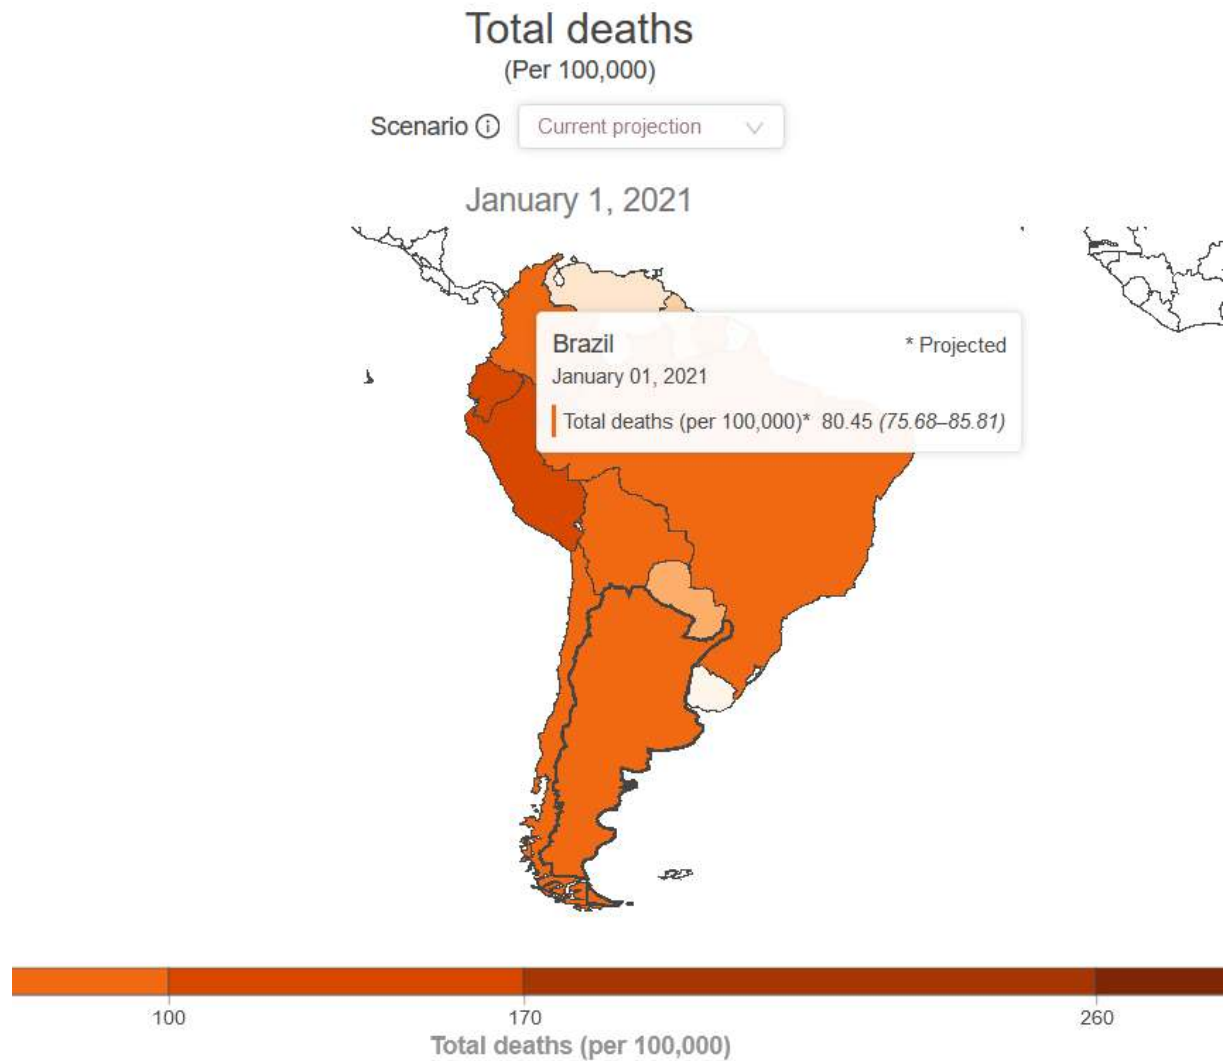 Total deaths
(Per 100,000)
Scenario ⓘ Current projection
January 1, 2021
Brazil * Projected
January 01, 2021
Total deaths (per 100,000)* 80.45 (75.68–85.81)
100 170 260
Total deaths (per 100,000)